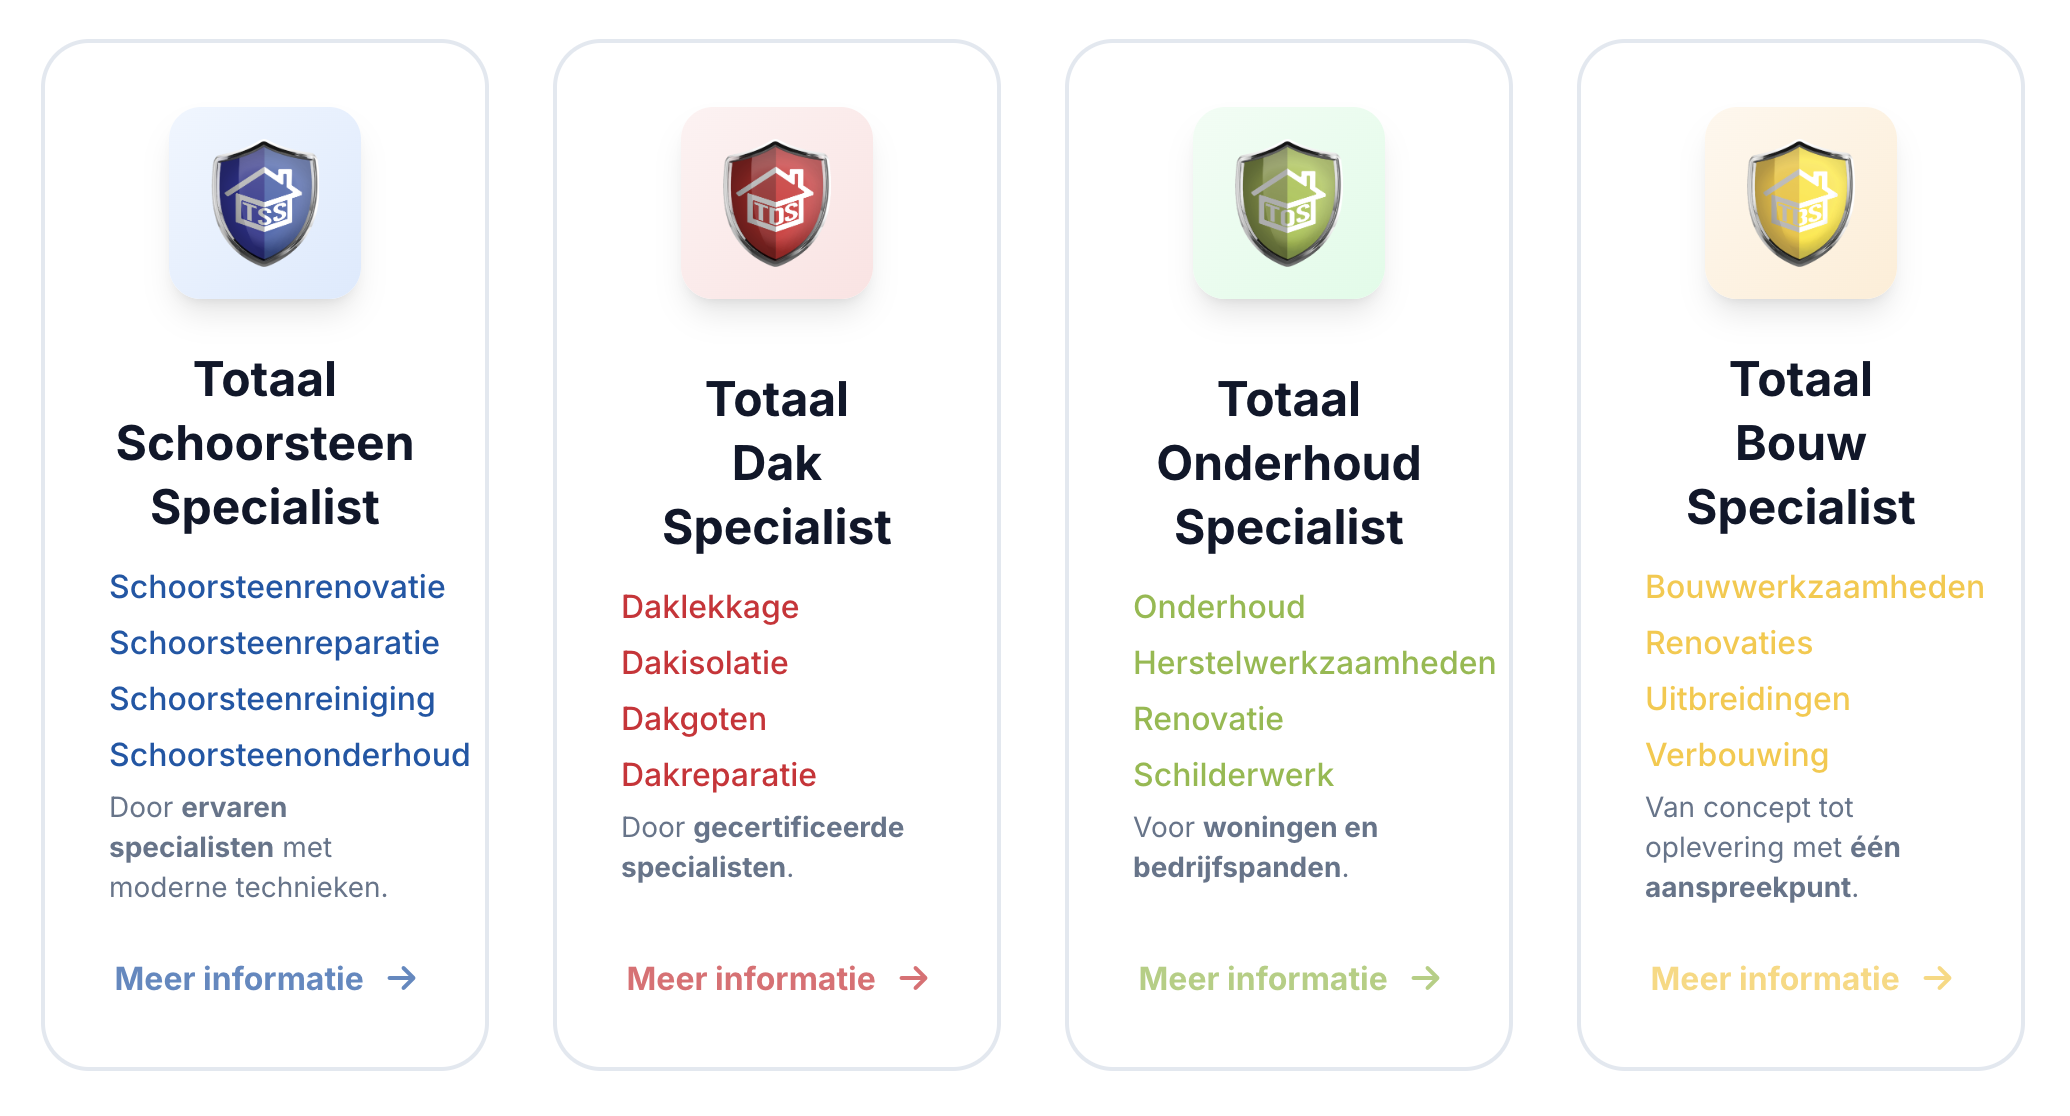 TSS
Totaal
Schoorsteen
Specialist
Schoorsteenrenovatie
Schoorsteenreparatie
Schoorsteenreiniging
Schoorsteenonderhoud
Door ervaren
specialisten met
moderne technieken.
Meer informatie →
TDS
Totaal
Dak
Specialist
Daklekkage
Dakisolatie
Dakgoten
Dakreparatie
Door gecertificeerde
specialisten.
Meer informatie →
TOS
Totaal
Onderhoud
Specialist
Onderhoud
Herstelwerkzaamheden
Renovatie
Schilderwerk
Voor woningen en
bedrijfspanden.
Meer informatie →
TBS
Totaal
Bouw
Specialist
Bouwwerkzaamheden
Renovaties
Uitbreidingen
Verbouwing
Van concept tot
oplevering met één
aanspreekpunt.
Meer informatie →